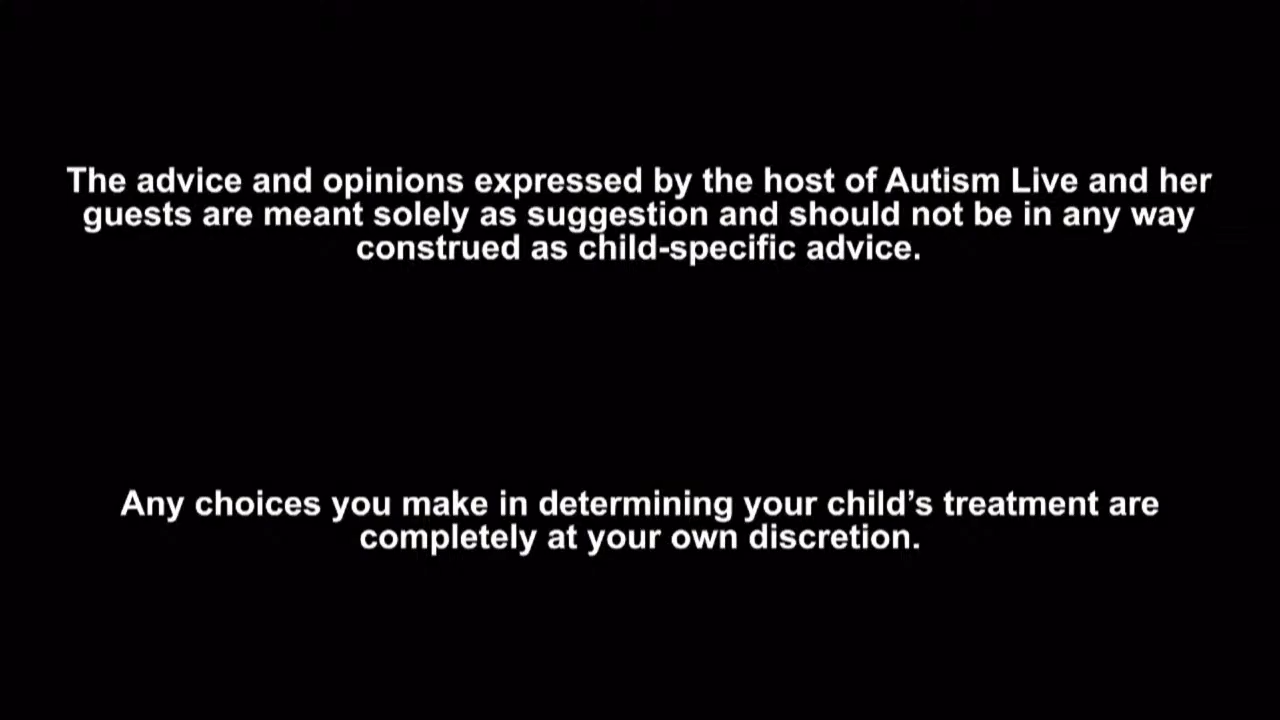 The advice and opinions expressed by the host of Autism Live and her
guests are meant solely as suggestion and should not be in any way
construed as child-specific advice.
Any choices you make in determining your child’s treatment are
completely at your own discretion.